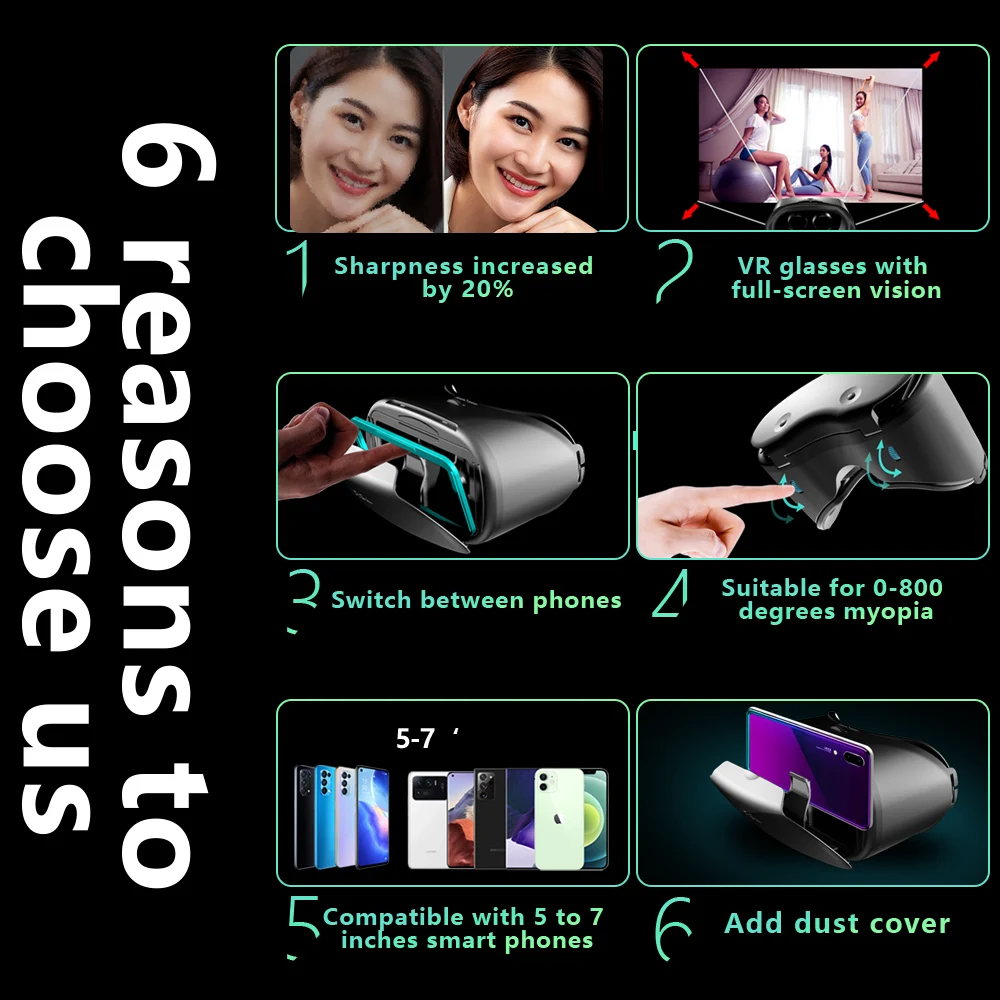 6 reasons to
choose us
1 Sharpness increased
by 20%
2 VR glasses with
full-screen vision
3 Switch between phones
4 Suitable for 0-800
degrees myopia
5-7 ‘
5 Compatible with 5 to 7
inches smart phones
6 Add dust cover